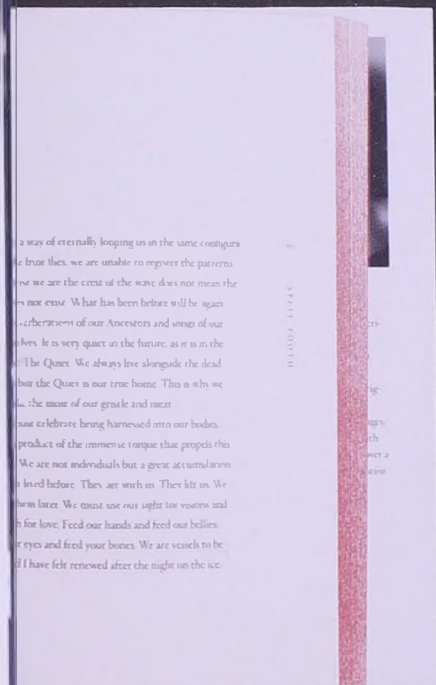 a way of eternally looping us in the same configura
fruit flies, we are unable to register the patterns
we are the crest of the wave does not mean the
not exist. What has been before will be again
of our Ancestors and songs of our
It is very quiet in the future, as it is in the
The Quiet. We always live alongside the dead
but the Quiet is our true home. This is why we
the most of our gristle and meat
celebrate being harnessed into our bodies.
product of the immense torque that propels this
We are not individuals but a great accumulation
lived before. They are with us. They left us. We
later. We must use our sight for visions and
for love. Feed our hands and feed our bellies.
eyes and feed your bones. We are vessels to be
I have felt renewed after the night on the ice.
SPLIT TOOTH